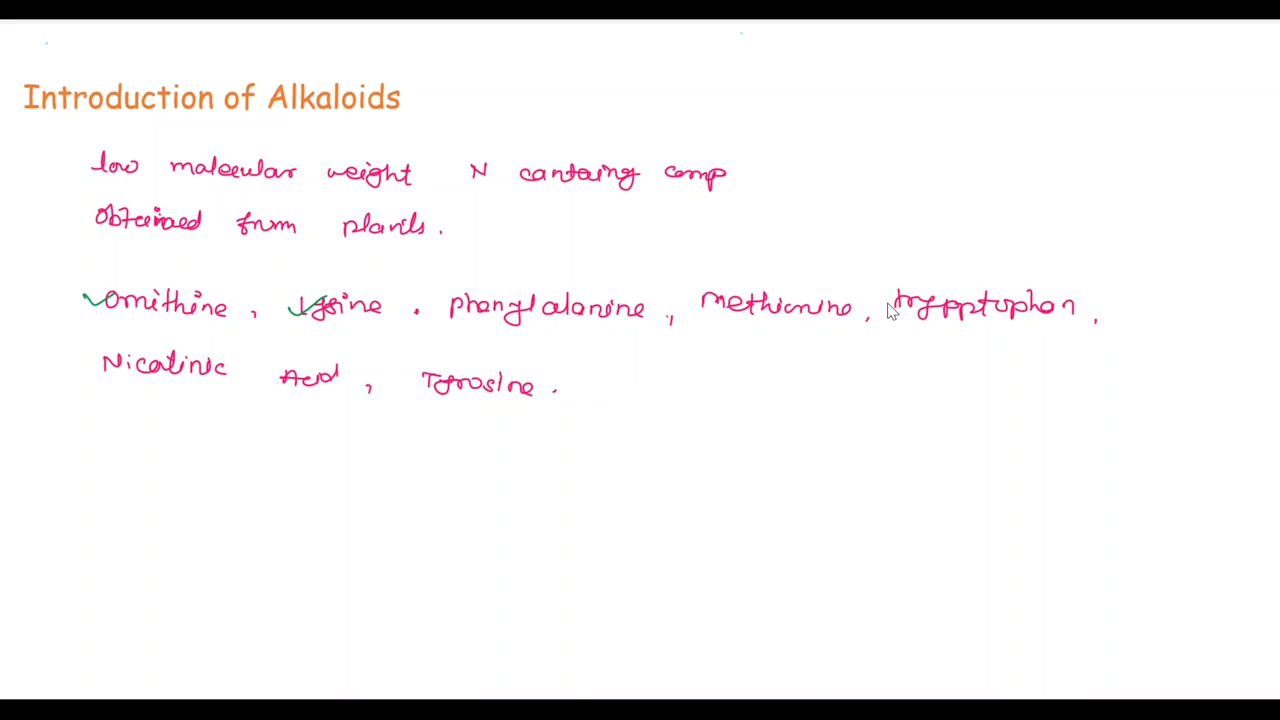 Introduction of Alkaloids
low molecular weight N containg comp
obtained from plants.
Ornithine, Lysine, phenylalanine, Methionine, tryptophan,
Nicotinic Acid, Tyrosine.